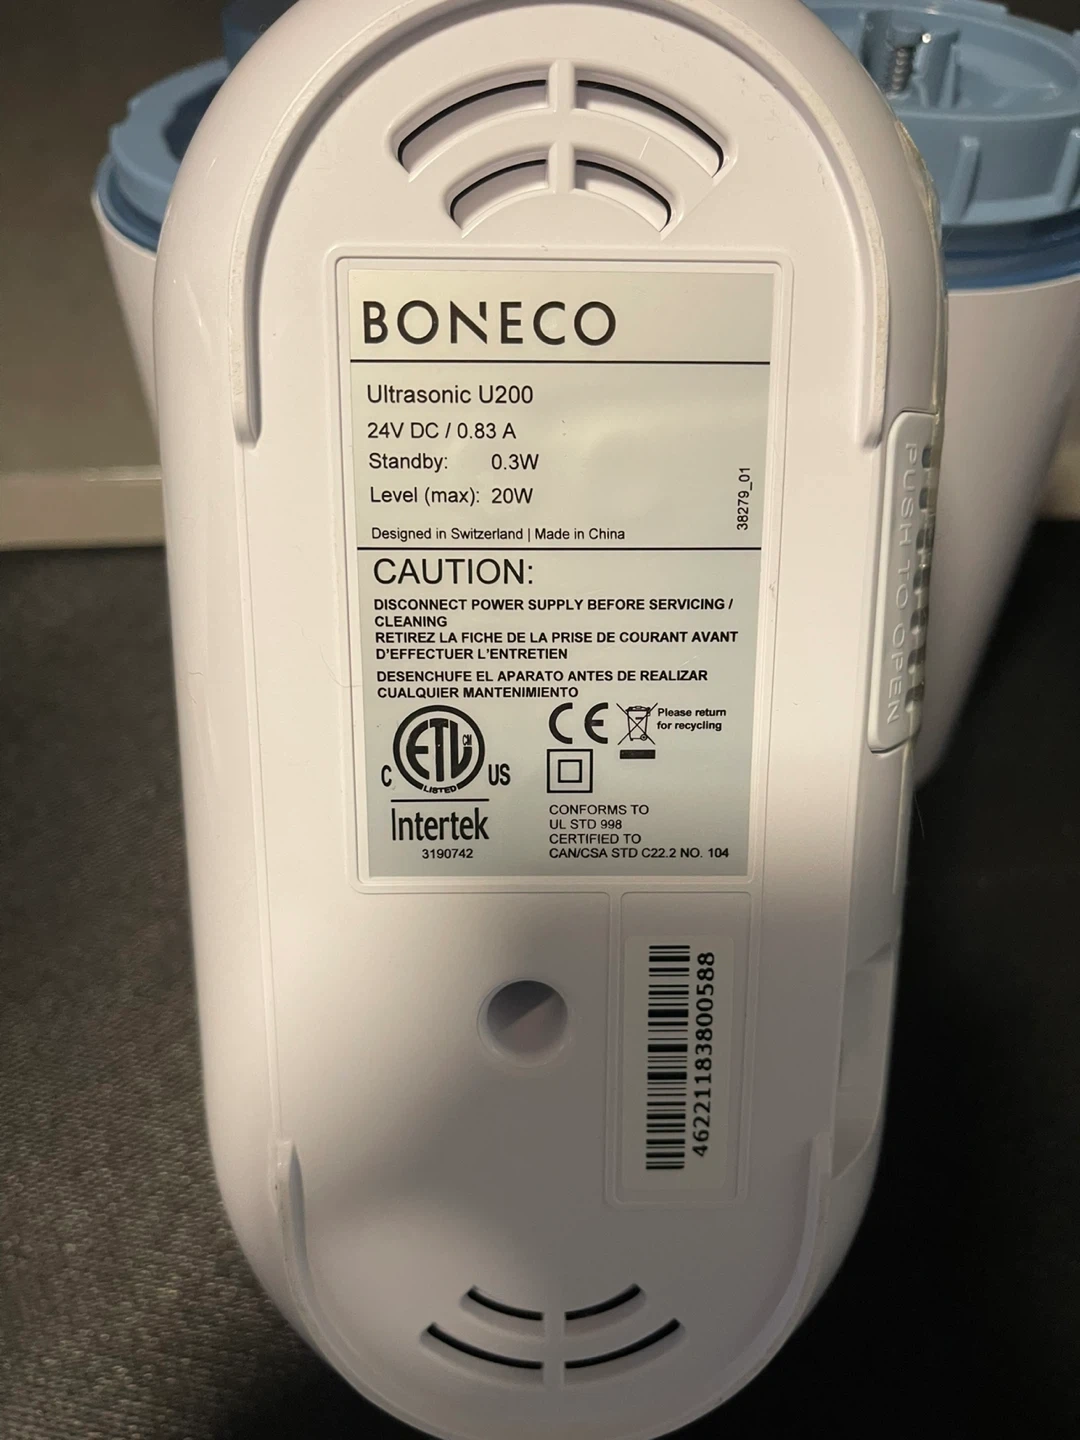 BONECO
Ultrasonic U200
24V DC / 0.83 A
Standby: 0.3W
Level (max): 20W
38279_01
Designed in Switzerland | Made in China
CAUTION:
DISCONNECT POWER SUPPLY BEFORE SERVICING /
CLEANING
RETIREZ LA FICHE DE LA PRISE DE COURANT AVANT
D'EFFECTUER L'ENTRETIEN
DESENCHUFE EL APARATO ANTES DE REALIZAR
CUALQUIER MANTENIMIENTO
ETL CM
LISTED
C US
Intertek
3190742
CE
Please return
for recycling
CONFORMS TO
UL STD 998
CERTIFIED TO
CAN/CSA STD C22.2 NO. 104
PUSH TO OPEN
46221183800588